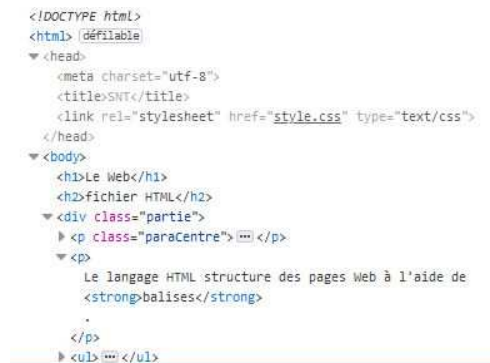 <!DOCTYPE html>
<html> défilable
<head>
<meta charset="utf-8">
<title>SNT</title>
<link rel="stylesheet" href="style.css" type="text/css">
</head>
<body>
<h1>Le Web</h1>
<h2>fichier HTML</h2>
<div class="partie">
<p class="paraCentre"> ⋯ </p>
<p>
Le langage HTML structure des pages Web à l'aide de
<strong>balises</strong>
.
</p>
<ul> ⋯ </ul>